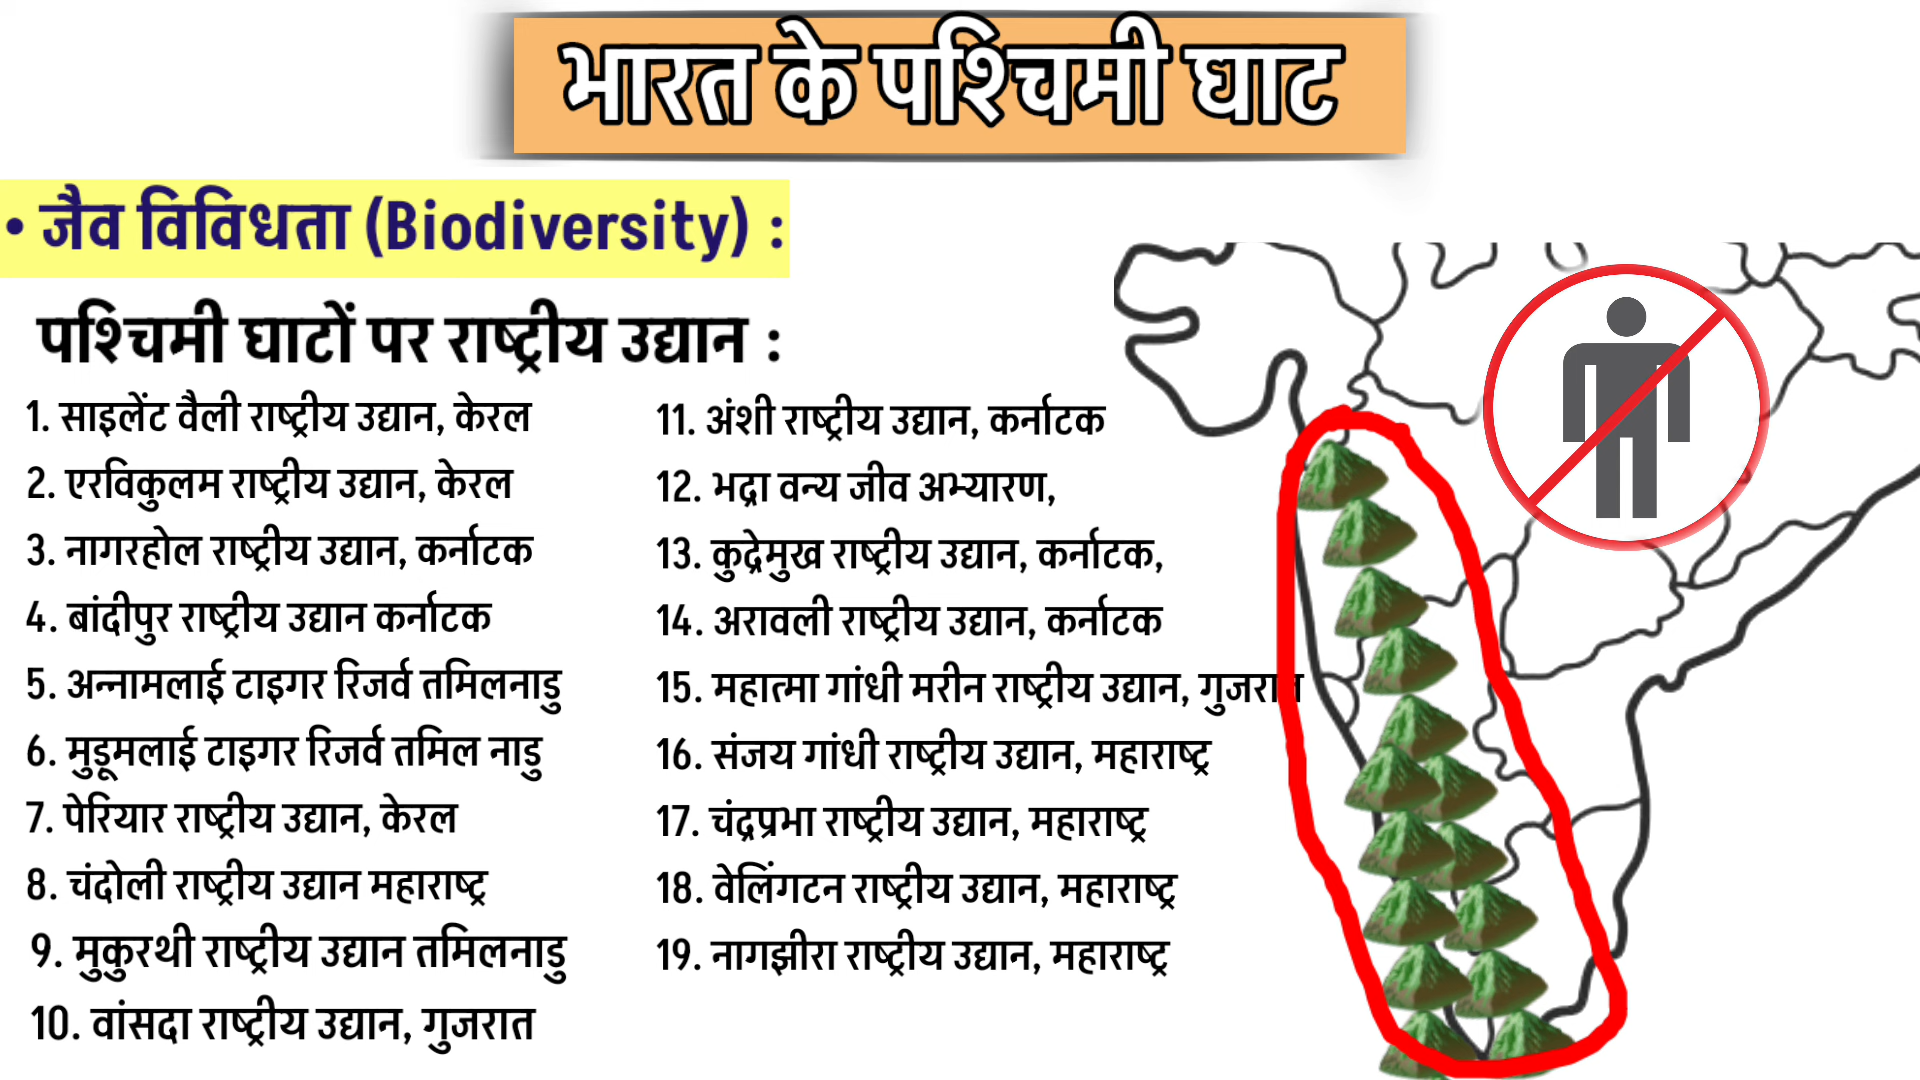 भारत के पश्चिमी घाट
• जैव विविधता (Biodiversity) :
पश्चिमी घाटों पर राष्ट्रीय उद्यान :
1. साइलेंट वैली राष्ट्रीय उद्यान, केरल
2. एरविकुलम राष्ट्रीय उद्यान, केरल
3. नागरहोल राष्ट्रीय उद्यान, कर्नाटक
4. बांदीपुर राष्ट्रीय उद्यान कर्नाटक
5. अन्नामलाई टाइगर रिजर्व तमिलनाडु
6. मुडूमलाई टाइगर रिजर्व तमिल नाडु
7. पेरियार राष्ट्रीय उद्यान, केरल
8. चंदोली राष्ट्रीय उद्यान महाराष्ट्र
9. मुकुरथी राष्ट्रीय उद्यान तमिलनाडु
10. वांसदा राष्ट्रीय उद्यान, गुजरात
11. अंशी राष्ट्रीय उद्यान, कर्नाटक
12. भद्रा वन्य जीव अभ्यारण,
13. कुद्रेमुख राष्ट्रीय उद्यान, कर्नाटक,
14. अरावली राष्ट्रीय उद्यान, कर्नाटक
15. महात्मा गांधी मरीन राष्ट्रीय उद्यान, गुजरात
16. संजय गांधी राष्ट्रीय उद्यान, महाराष्ट्र
17. चंद्रप्रभा राष्ट्रीय उद्यान, महाराष्ट्र
18. वेलिंगटन राष्ट्रीय उद्यान, महाराष्ट्र
19. नागझीरा राष्ट्रीय उद्यान, महाराष्ट्र